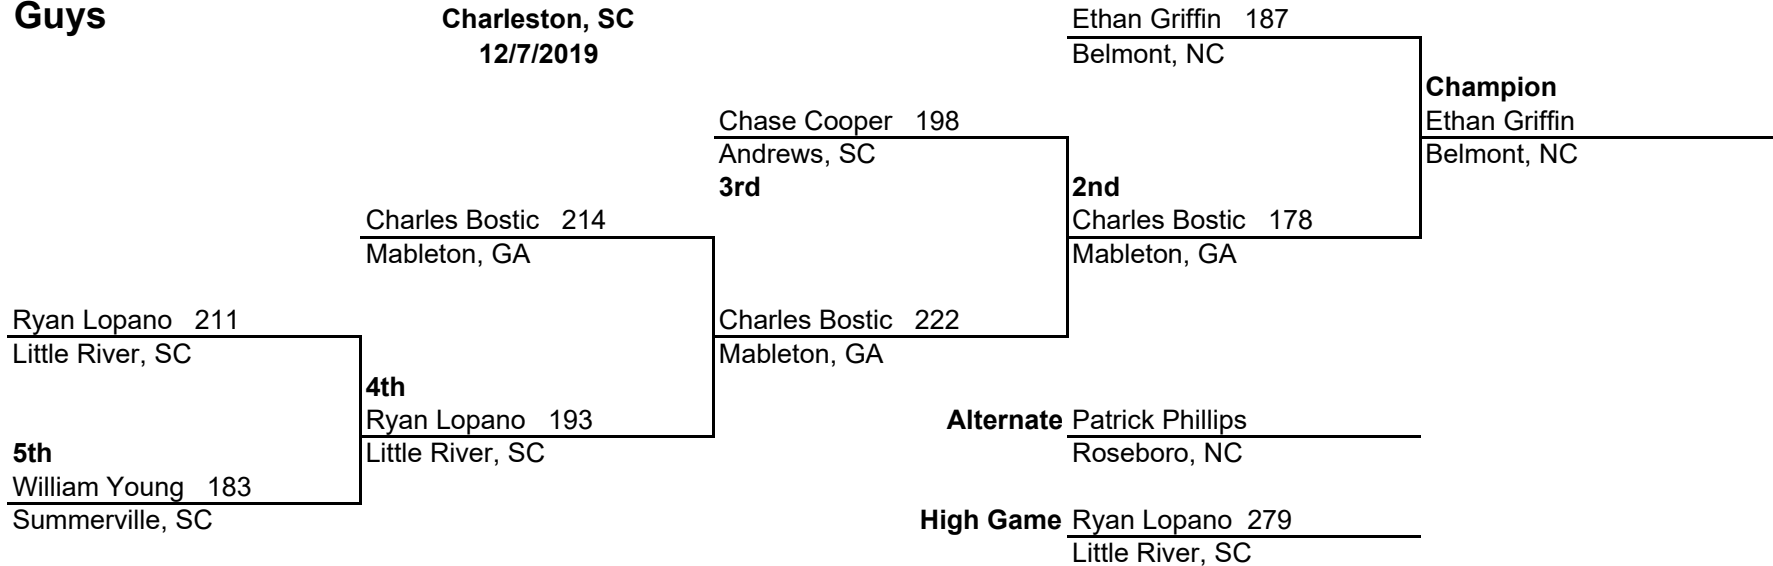 Guys
Charleston, SC
12/7/2019
Ethan Griffin 187
Belmont, NC
Champion
Ethan Griffin
Belmont, NC
Chase Cooper 198
Andrews, SC
3rd
2nd
Charles Bostic 178
Mableton, GA
Charles Bostic 214
Mableton, GA
Charles Bostic 222
Mableton, GA
Ryan Lopano 211
Little River, SC
4th
Ryan Lopano 193
Little River, SC
5th
William Young 183
Summerville, SC
Alternate Patrick Phillips
Roseboro, NC
High Game Ryan Lopano 279
Little River, SC